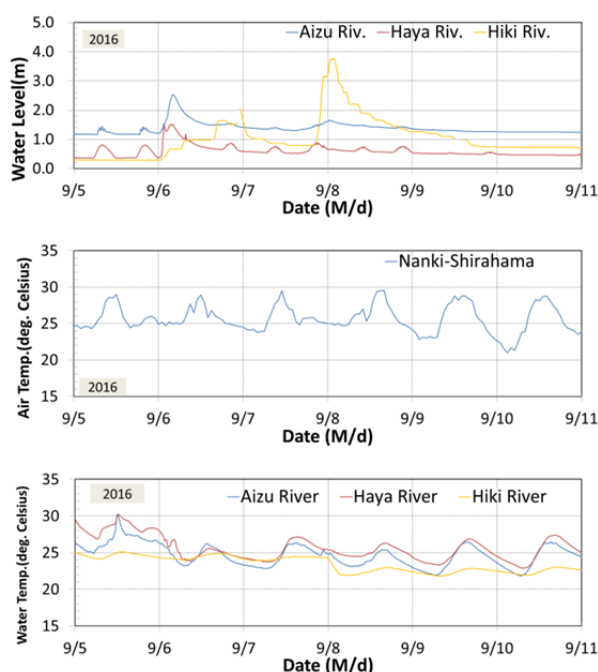 2016
Aizu Riv. Haya Riv. Hiki Riv.
Water Level(m)
5.0
4.0
3.0
2.0
1.0
0.0
9/5 9/6 9/7 9/8 9/9 9/10 9/11
Date (M/d)
Nanki-Shirahama
Air Temp.(deg. Celsius)
35
30
25
20
15
2016
9/5 9/6 9/7 9/8 9/9 9/10 9/11
Date (M/d)
2016
Aizu River Haya River Hiki River
Water Temp.(deg. Celsius)
35
30
25
20
15
9/5 9/6 9/7 9/8 9/9 9/10 9/11
Date (M/d)